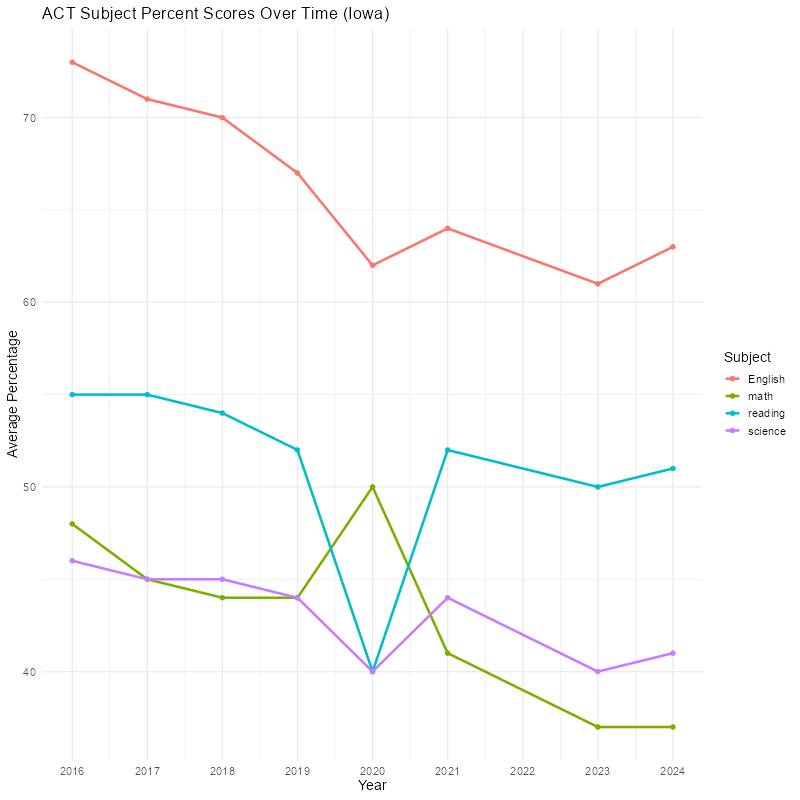 ACT Subject Percent Scores Over Time (Iowa)
Average Percentage
70
60
50
40
2016 2017 2018 2019 2020 2021 2022 2023 2024
Year
Subject
English
math
reading
science